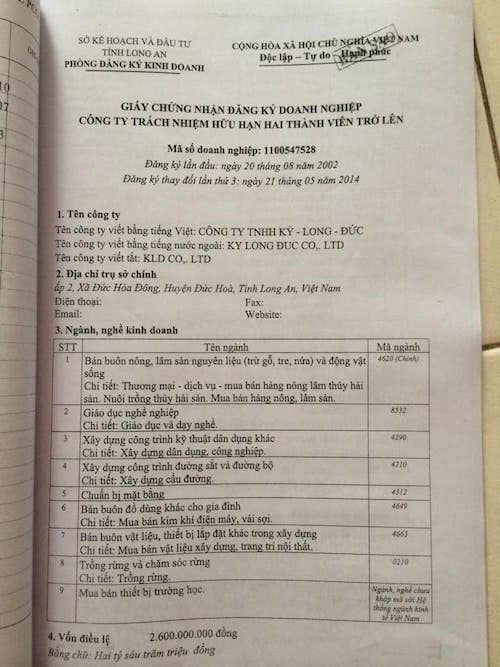 SỞ KẾ HOẠCH VÀ ĐẦU TƯ
TỈNH LONG AN
PHÒNG ĐĂNG KÝ KINH DOANH
CỘNG HÒA XÃ HỘI CHỦ NGHĨA VIỆT NAM
Độc lập – Tự do – Hạnh phúc
GIẤY CHỨNG NHẬN ĐĂNG KÝ DOANH NGHIỆP
CÔNG TY TRÁCH NHIỆM HỮU HẠN HAI THÀNH VIÊN TRỞ LÊN
Mã số doanh nghiệp: 1100547528
Đăng ký lần đầu: ngày 20 tháng 08 năm 2002
Đăng ký thay đổi lần thứ 3: ngày 21 tháng 05 năm 2014
1. Tên công ty
Tên công ty viết bằng tiếng Việt: CÔNG TY TNHH KỲ - LONG - ĐỨC
Tên công ty viết bằng tiếng nước ngoài: KY LONG ĐUC CO,. LTD
Tên công ty viết tắt: KLD CO,. LTD
2. Địa chỉ trụ sở chính
ấp 2, Xã Đức Hòa Đông, Huyện Đức Hoà, Tỉnh Long An, Việt Nam
Điện thoại: Fax:
Email: Website:
3. Ngành, nghề kinh doanh
STT Tên ngành Mã ngành
1 Bán buôn nông, lâm sản nguyên liệu (trừ gỗ, tre, nứa) và động vật 4620 (Chính)
sống
Chi tiết: Thương mại - dịch vụ - mua bán hàng nông lâm thủy hải
sản. Nuôi trồng thủy hải sản. Mua bán hàng nông, lâm sản.
2 Giáo dục nghề nghiệp 8532
Chi tiết: Giáo dục và dạy nghề.
3 Xây dựng công trình kỹ thuật dân dụng khác 4290
Chi tiết: Xây dựng dân dụng, công nghiệp.
4 Xây dựng công trình đường sắt và đường bộ 4210
Chi tiết: Xây dựng cầu đường.
5 Chuẩn bị mặt bằng 4312
6 Bán buôn đồ dùng khác cho gia đình 4649
Chi tiết: Mua bán kim khí điện máy, vải sợi.
7 Bán buôn vật liệu, thiết bị lắp đặt khác trong xây dựng 4663
Chi tiết: Mua bán vật liệu xây dựng, trang trí nội thất.
8 Trồng rừng và chăm sóc rừng 0210
Chi tiết: Trồng rừng.
9 Mua bán thiết bị trường học. Ngành, nghề chưa
khớp mã với Hệ
thống ngành kinh
tế Việt Nam
4. Vốn điều lệ 2.600.000.000 đồng
Bằng chữ: Hai tỷ sáu trăm triệu đồng